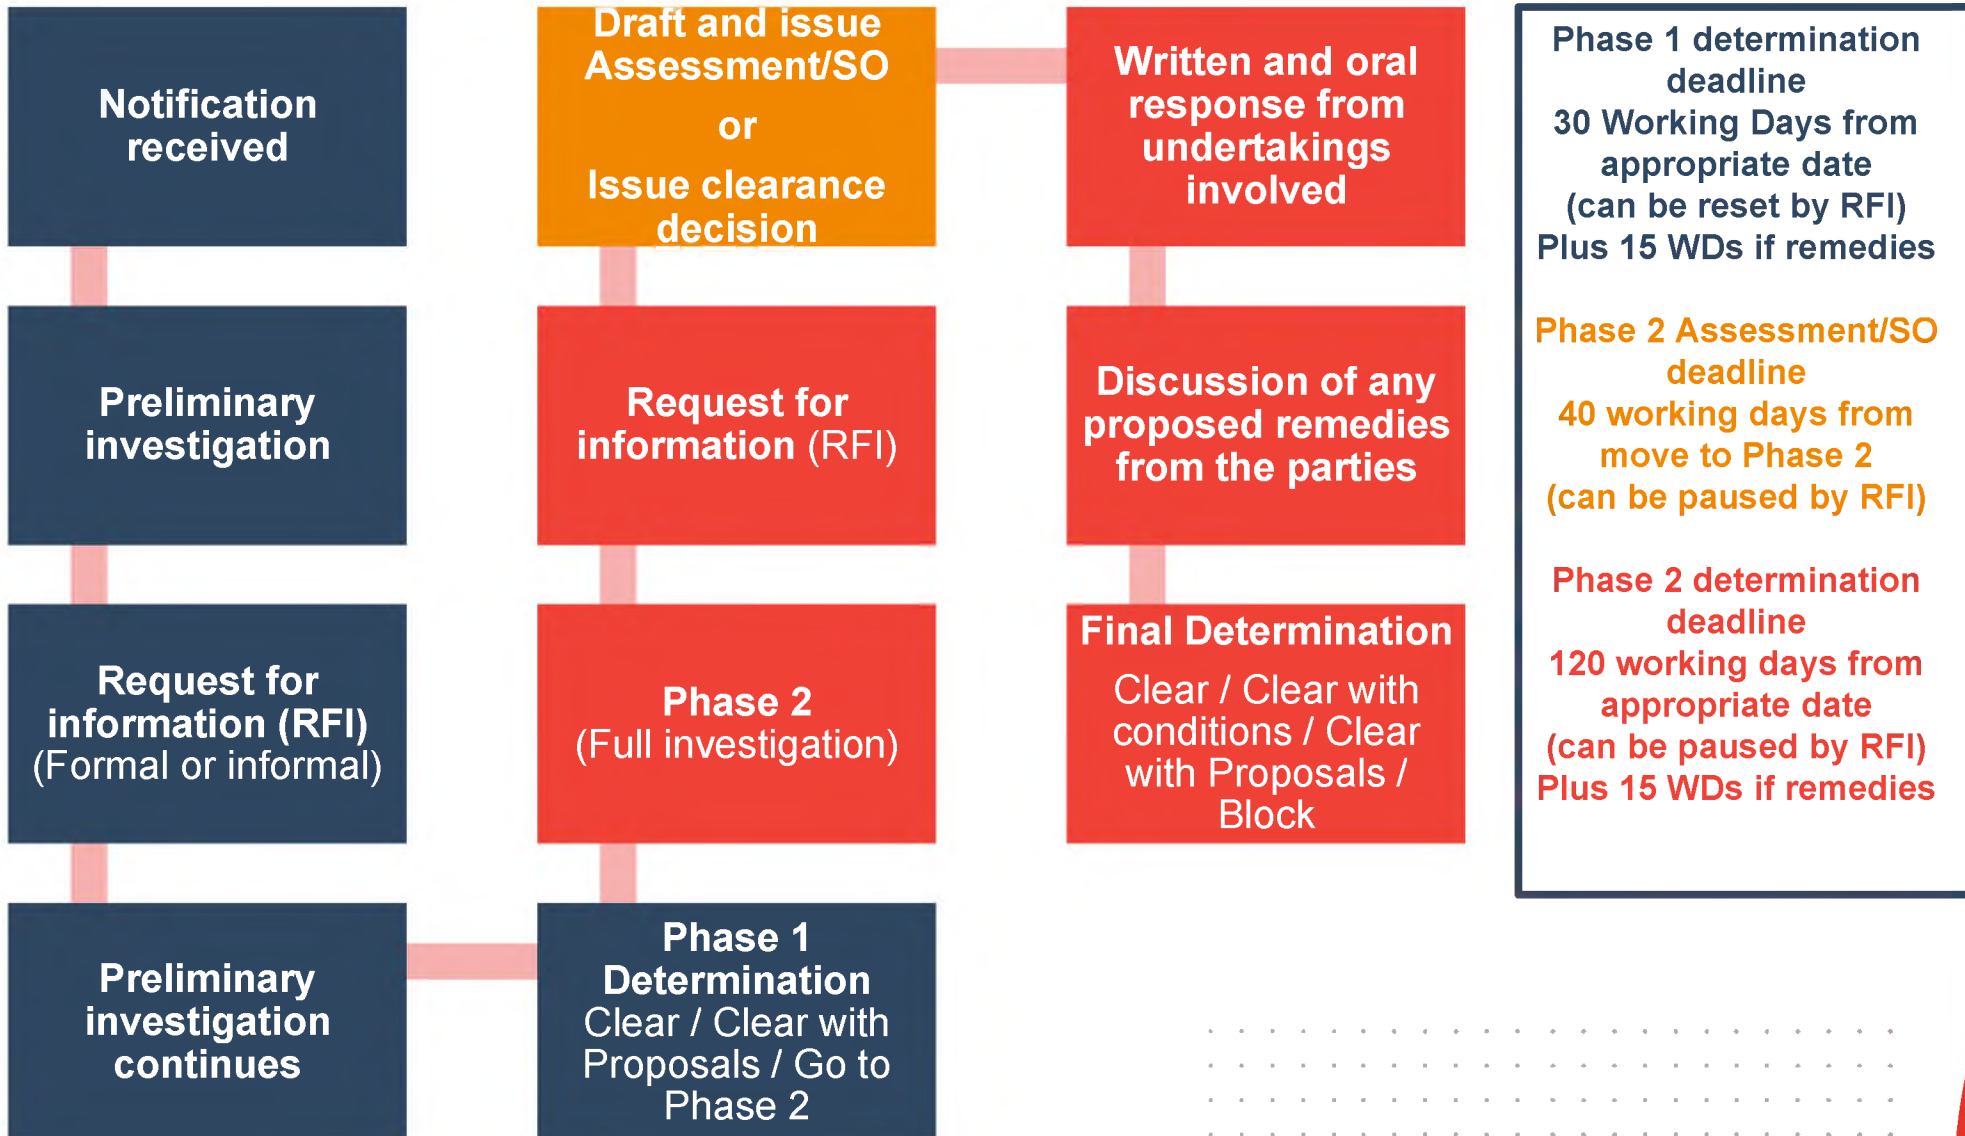 Notification
received
Preliminary
investigation
Request for
information (RFI)
(Formal or informal)
Preliminary
investigation
continues
Draft and issue
Assessment/SO
or
Issue clearance
decision
Request for
information (RFI)
Phase 2
(Full investigation)
Phase 1
Determination
Clear / Clear with
Proposals / Go to
Phase 2
Written and oral
response from
undertakings
involved
Discussion of any
proposed remedies
from the parties
Final Determination
Clear / Clear with
conditions / Clear
with Proposals /
Block
Phase 1 determination
deadline
30 Working Days from
appropriate date
(can be reset by RFI)
Plus 15 WDs if remedies
Phase 2 Assessment/SO
deadline
40 working days from
move to Phase 2
(can be paused by RFI)
Phase 2 determination
deadline
120 working days from
appropriate date
(can be paused by RFI)
Plus 15 WDs if remedies